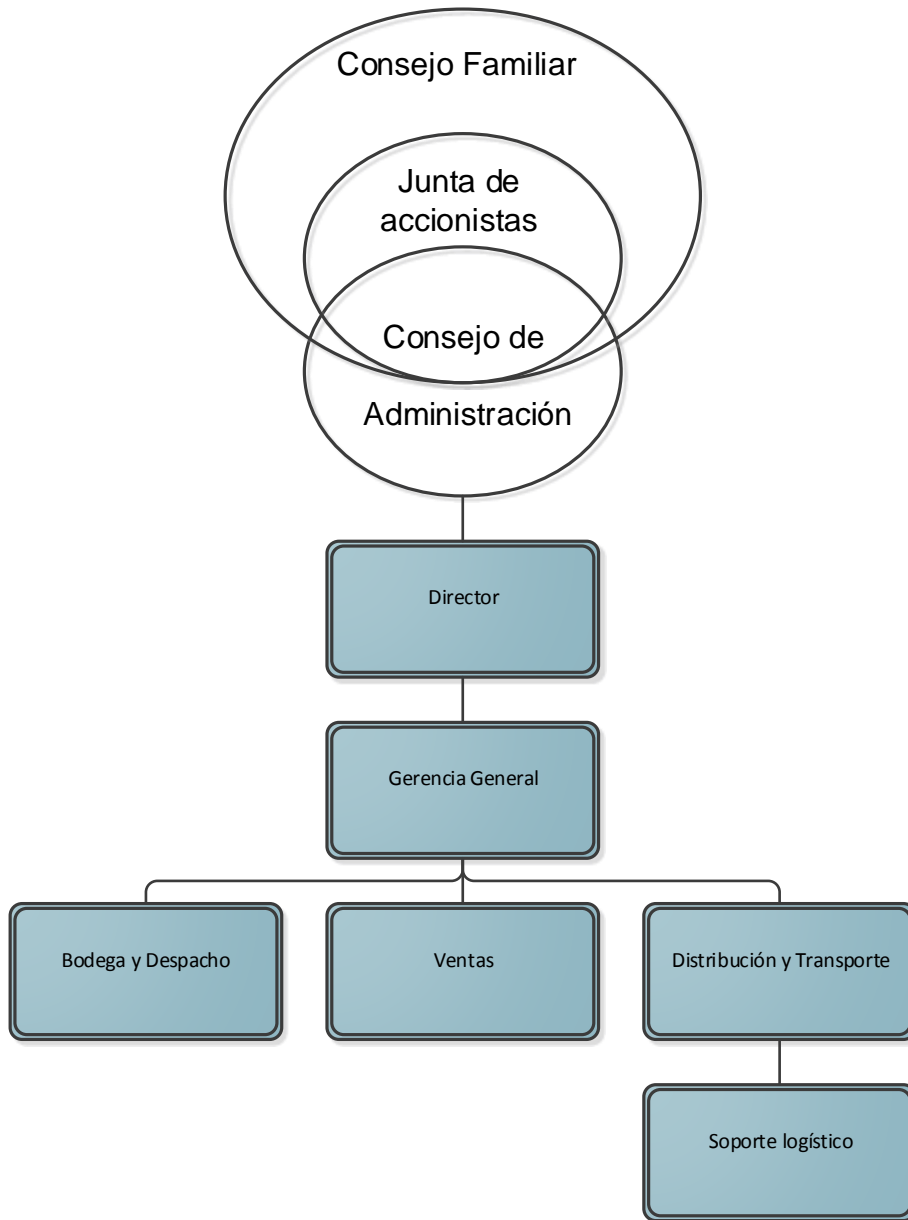 Consejo Familiar
Junta de
accionistas
Consejo de
Administración
Director
Gerencia General
Bodega y Despacho
Ventas
Distribución y Transporte
Soporte logístico